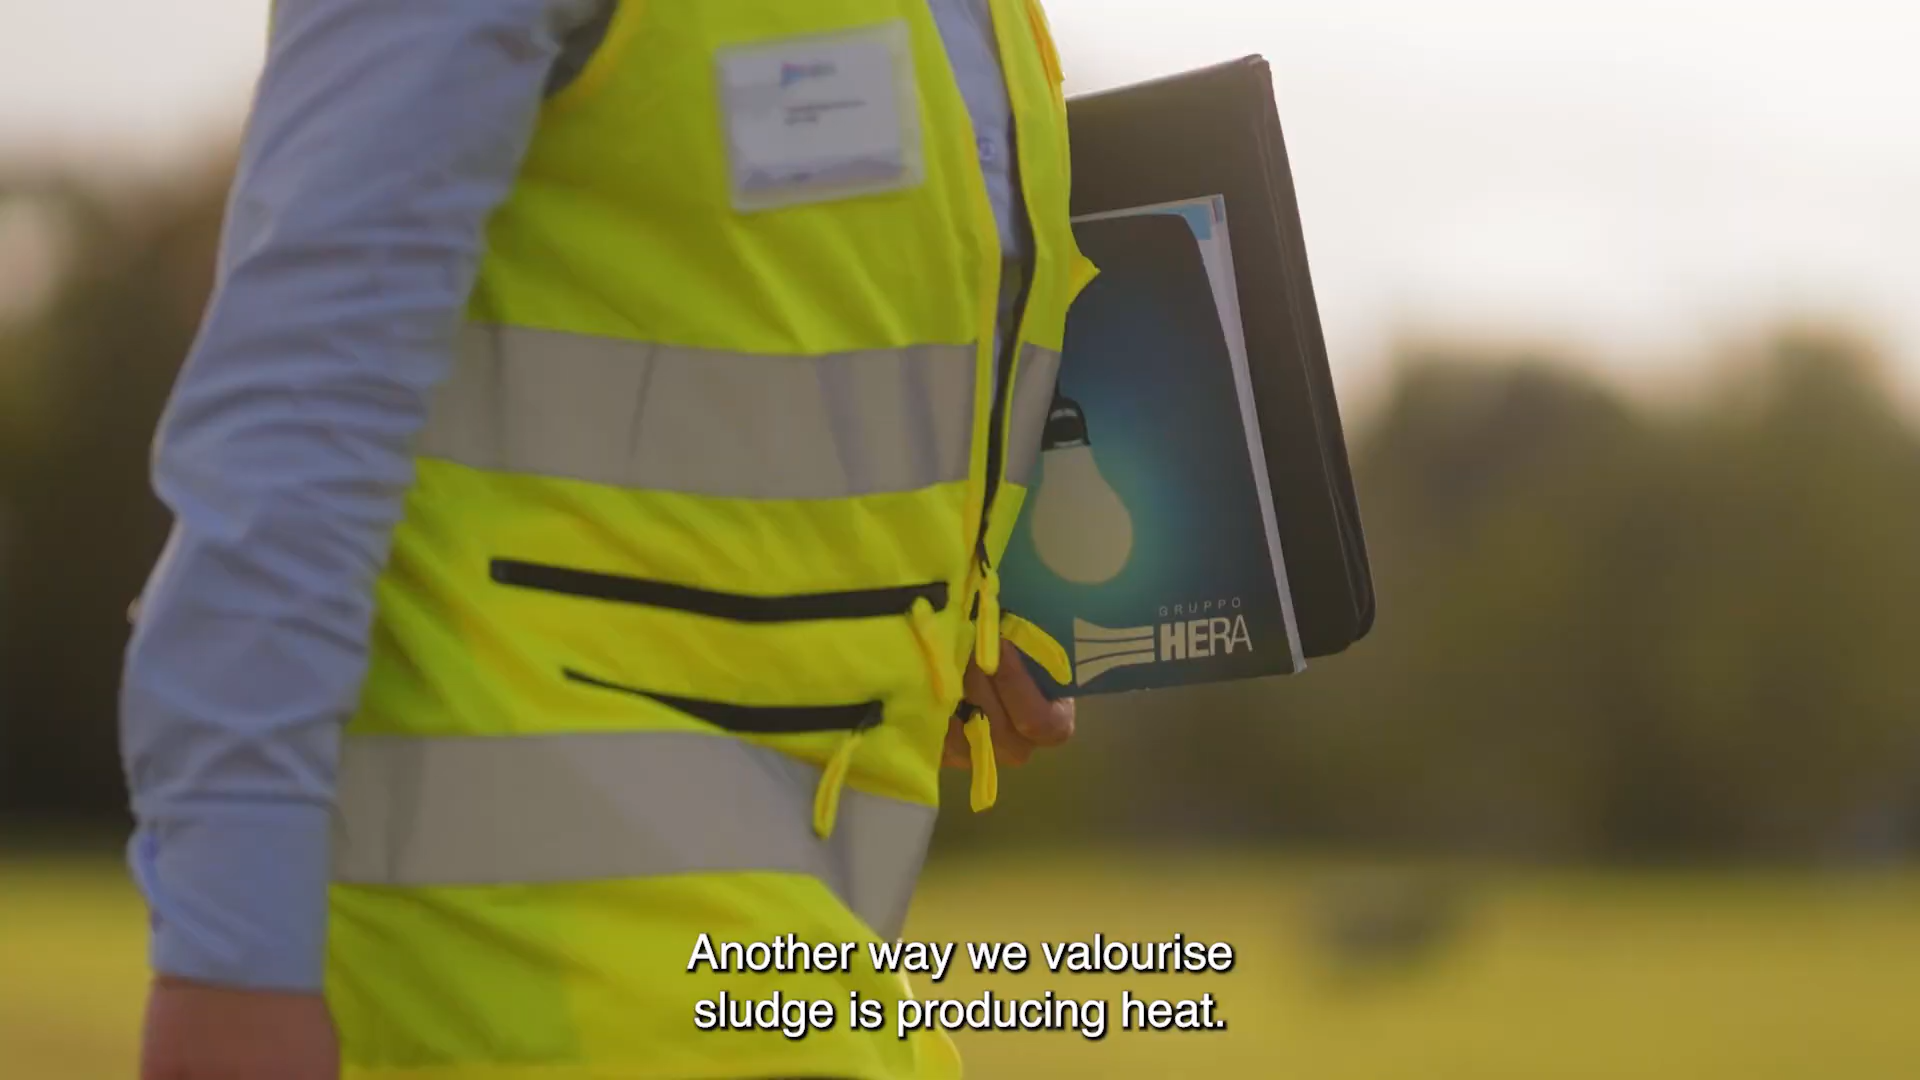 GRUPPO
HERA
Another way we valourise
sludge is producing heat.